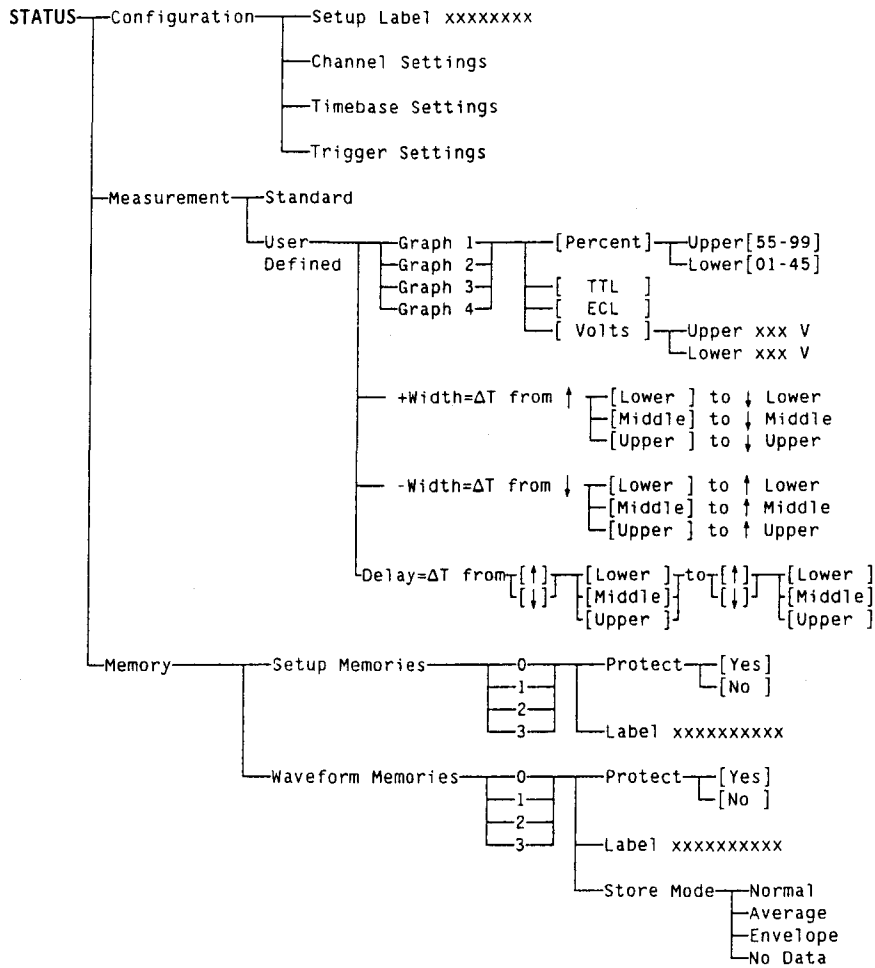 STATUS Configuration Setup Label xxxxxxxx
Channel Settings
Timebase Settings
Trigger Settings
Measurement Standard
User Defined
Graph 1 [Percent] Upper[55-99]
Graph 2 Lower[01-45]
Graph 3 [ TTL ]
Graph 4 [ ECL ]
[ Volts ] Upper xxx V
Lower xxx V
+Width=ΔT from ↑ [Lower ] to ↓ Lower
[Middle] to ↓ Middle
[Upper ] to ↓ Upper
-Width=ΔT from ↓ [Lower ] to ↑ Lower
[Middle] to ↑ Middle
[Upper ] to ↑ Upper
Delay=ΔT from [↑] [Lower ] to [↑] [Lower ]
[↓] [Middle] [↓] [Middle]
[Upper ] [Upper ]
Memory Setup Memories 0 Protect [Yes]
1 [No ]
2
3 Label xxxxxxxxxx
Waveform Memories 0 Protect [Yes]
1 [No ]
2
3 Label xxxxxxxxxx
Store Mode Normal
Average
Envelope
No Data